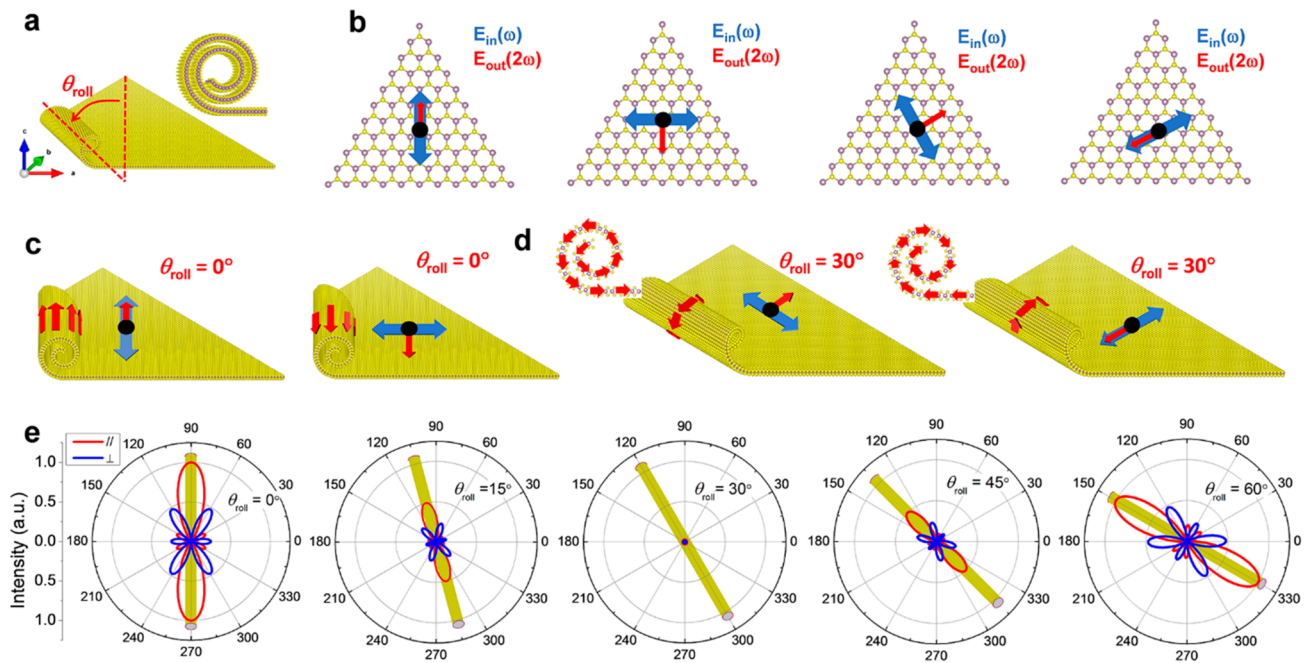 a
θroll
c
b
a
b
Ein(ω)
Eout(2ω)
Ein(ω)
Eout(2ω)
Ein(ω)
Eout(2ω)
Ein(ω)
Eout(2ω)
c
θroll = 0°
θroll = 0°
d
θroll = 30°
θroll = 30°
e
//
⊥
Intensity (a.u.)
1.0
0.5
0.0
0.5
1.0
90
120 60
150 30
θroll = 0°
180 0
210 330
240 300
270
90
120 60
150 30
θroll =15°
180 0
210 330
240 300
270
90
120 60
150 30
θroll = 30°
180 0
210 330
240 300
270
90
120 60
150 30
θroll = 45°
180 0
210 330
240 300
270
90
120 60
150 30
θroll = 60°
180 0
210 330
240 300
270